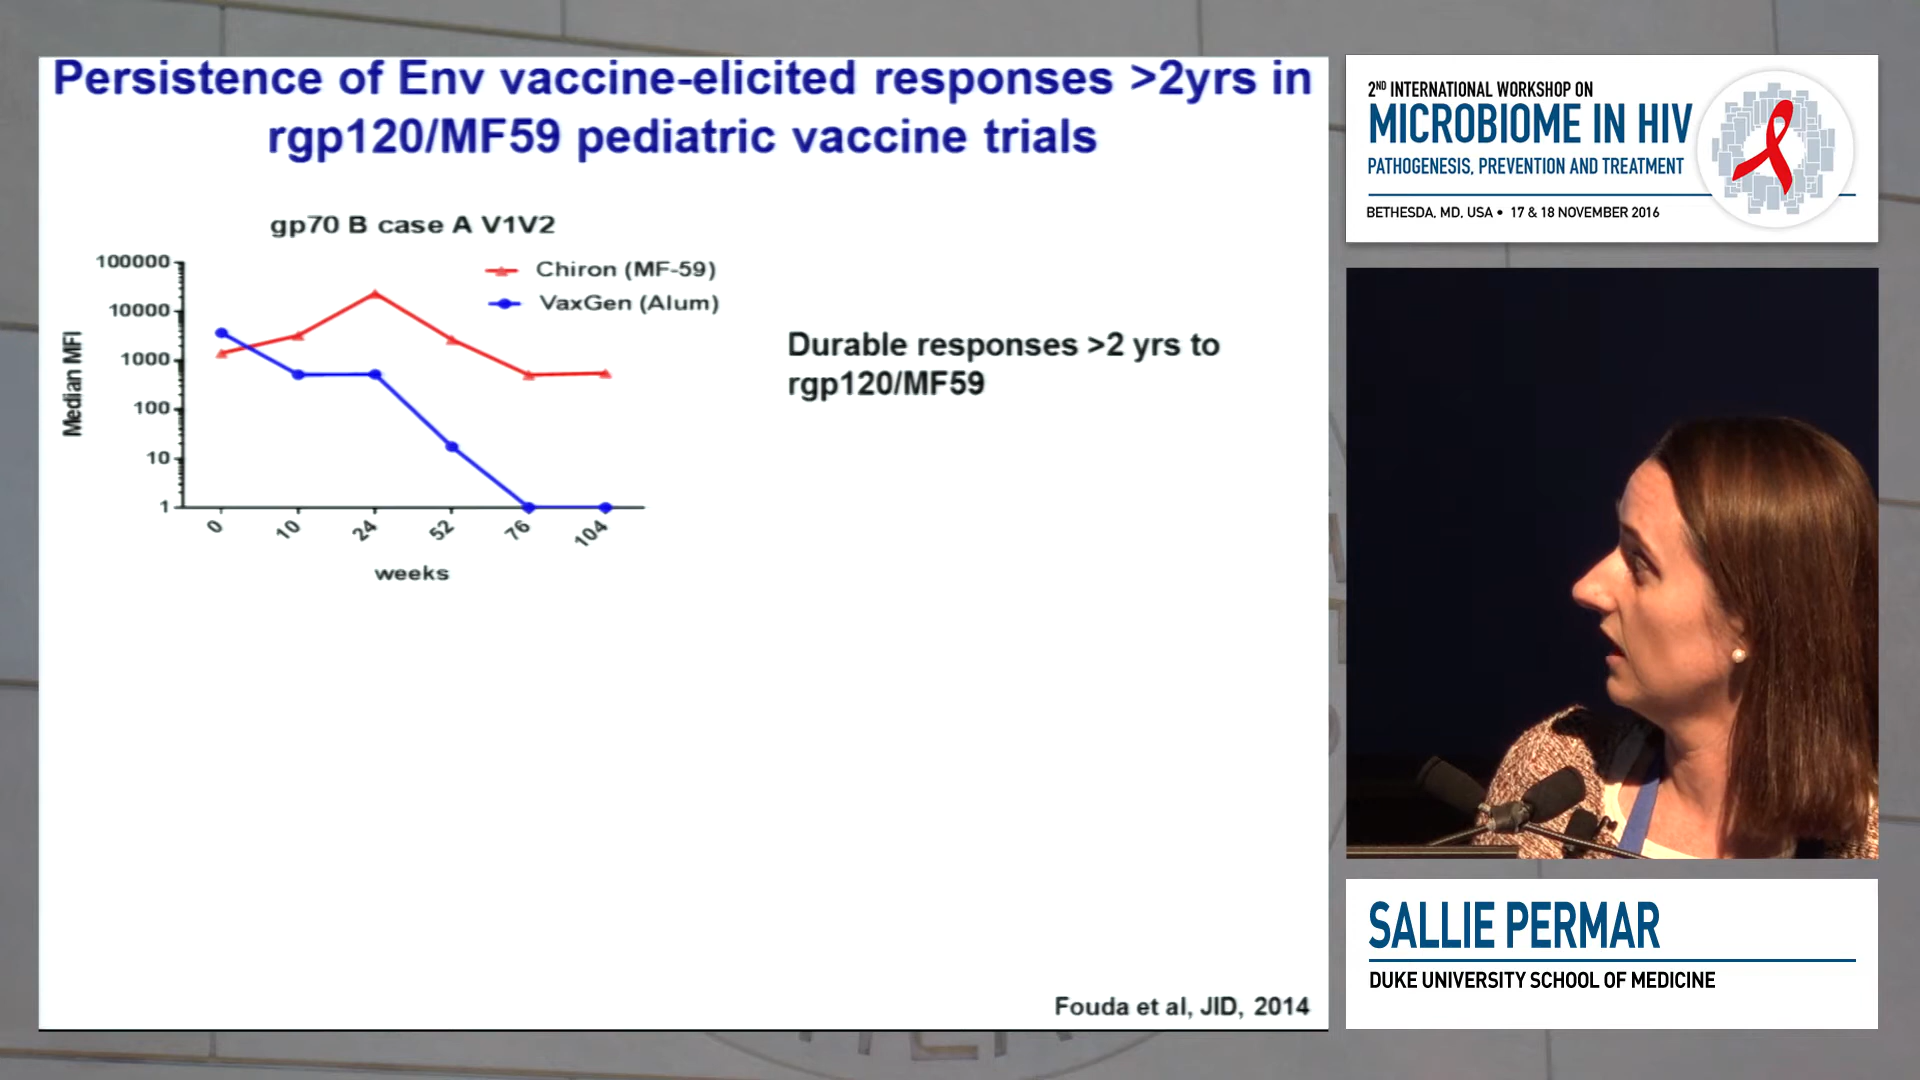 Persistence of Env vaccine-elicited responses >2yrs in
rgp120/MF59 pediatric vaccine trials
gp70 B case A V1V2
Chiron (MF-59)
VaxGen (Alum)
Median MFI
100000
10000
1000
100
10
1
0
10
24
52
76
104
weeks
Durable responses >2 yrs to
rgp120/MF59
Fouda et al, JID, 2014
2ND INTERNATIONAL WORKSHOP ON
MICROBIOME IN HIV
PATHOGENESIS, PREVENTION AND TREATMENT
BETHESDA, MD, USA • 17 & 18 NOVEMBER 2016
SALLIE PERMAR
DUKE UNIVERSITY SCHOOL OF MEDICINE